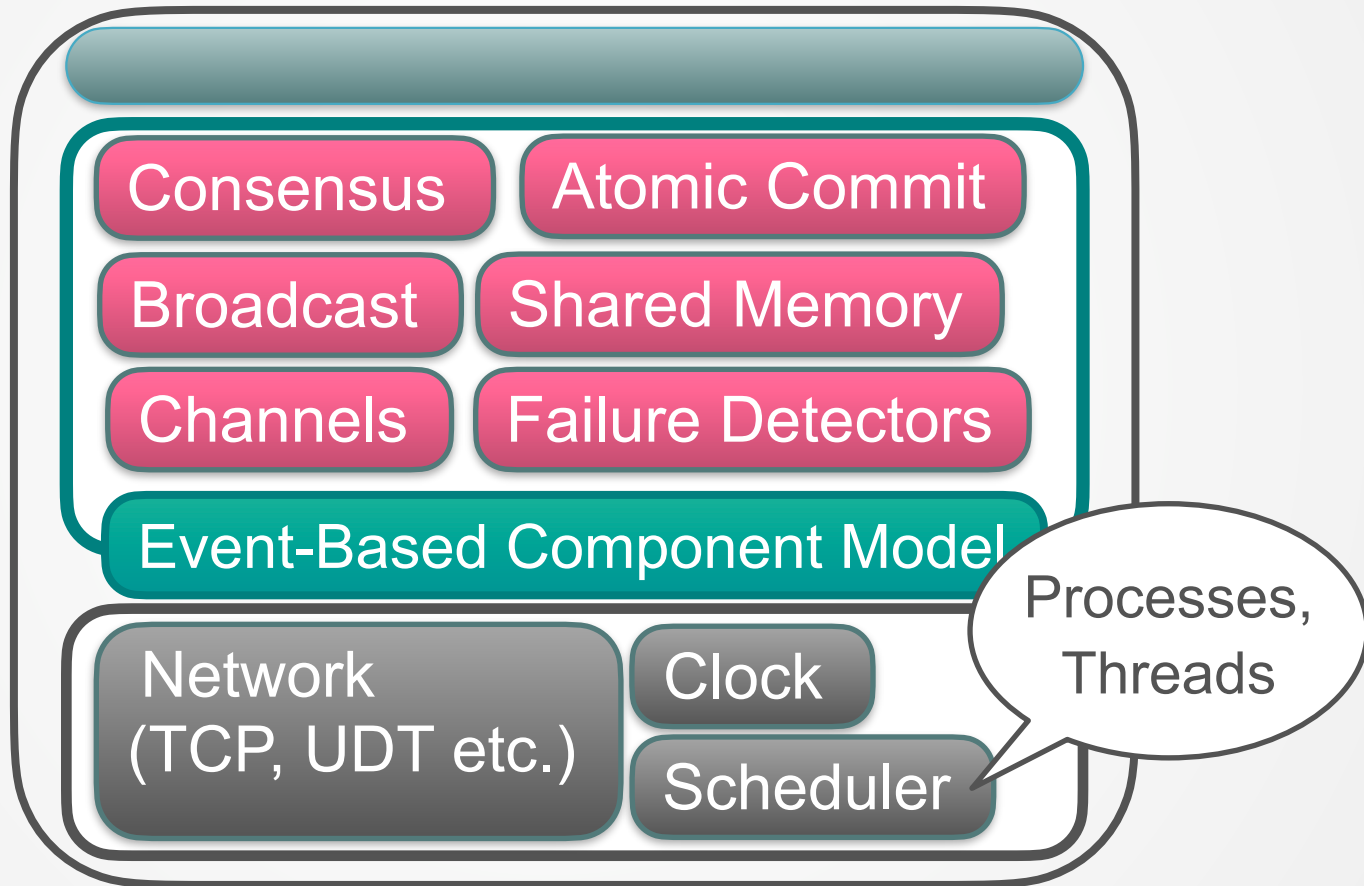 Consensus
Atomic Commit
Broadcast
Shared Memory
Channels
Failure Detectors
Event-Based Component Model
Processes,
Threads
Network
(TCP, UDT etc.)
Clock
Scheduler